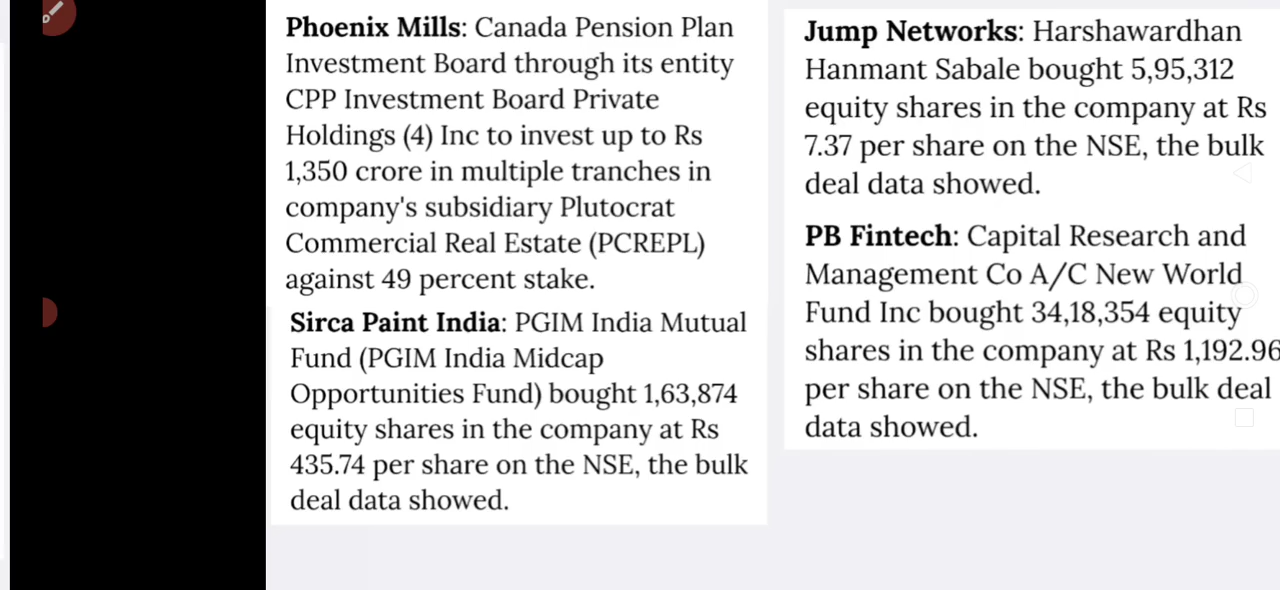 Phoenix Mills: Canada Pension Plan
Investment Board through its entity
CPP Investment Board Private
Holdings (4) Inc to invest up to Rs
1,350 crore in multiple tranches in
company's subsidiary Plutocrat
Commercial Real Estate (PCREPL)
against 49 percent stake.
Sirca Paint India: PGIM India Mutual
Fund (PGIM India Midcap
Opportunities Fund) bought 1,63,874
equity shares in the company at Rs
435.74 per share on the NSE, the bulk
deal data showed.
Jump Networks: Harshawardhan
Hanmant Sabale bought 5,95,312
equity shares in the company at Rs
7.37 per share on the NSE, the bulk
deal data showed.
PB Fintech: Capital Research and
Management Co A/C New World
Fund Inc bought 34,18,354 equity
shares in the company at Rs 1,192.96
per share on the NSE, the bulk deal
data showed.